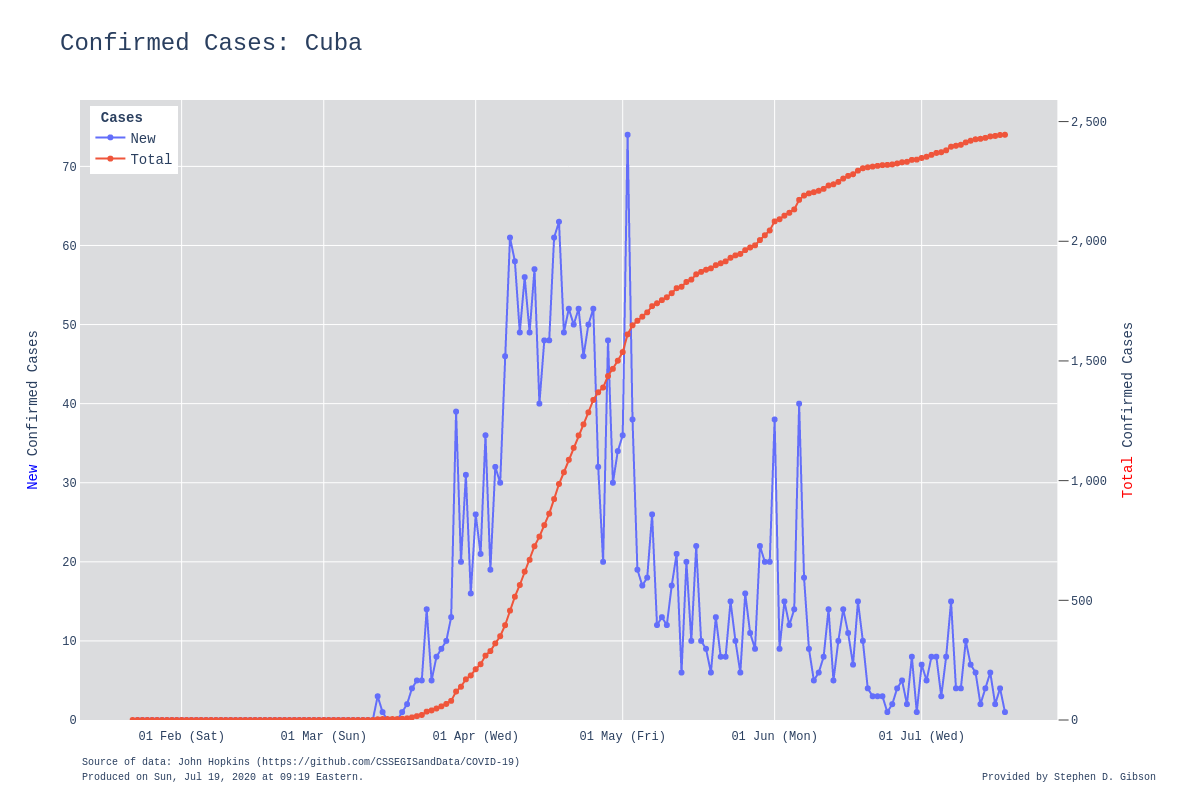 Confirmed Cases: Cuba
Cases
New
Total
70
60
50
40
30
20
10
0
2,500
2,000
1,500
1,000
500
0
New Confirmed Cases
Total Confirmed Cases
01 Feb (Sat)
01 Mar (Sun)
01 Apr (Wed)
01 May (Fri)
01 Jun (Mon)
01 Jul (Wed)
Source of data: John Hopkins (https://github.com/CSSEGISandData/COVID-19)
Produced on Sun, Jul 19, 2020 at 09:19 Eastern.
Provided by Stephen D. Gibson